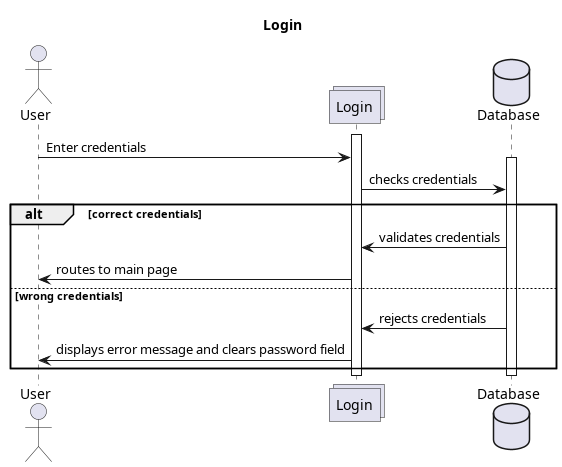 Login
User
Login
Database
Enter credentials
checks credentials
alt [correct credentials]
validates credentials
routes to main page
[wrong credentials]
rejects credentials
displays error message and clears password field
User
Login
Database